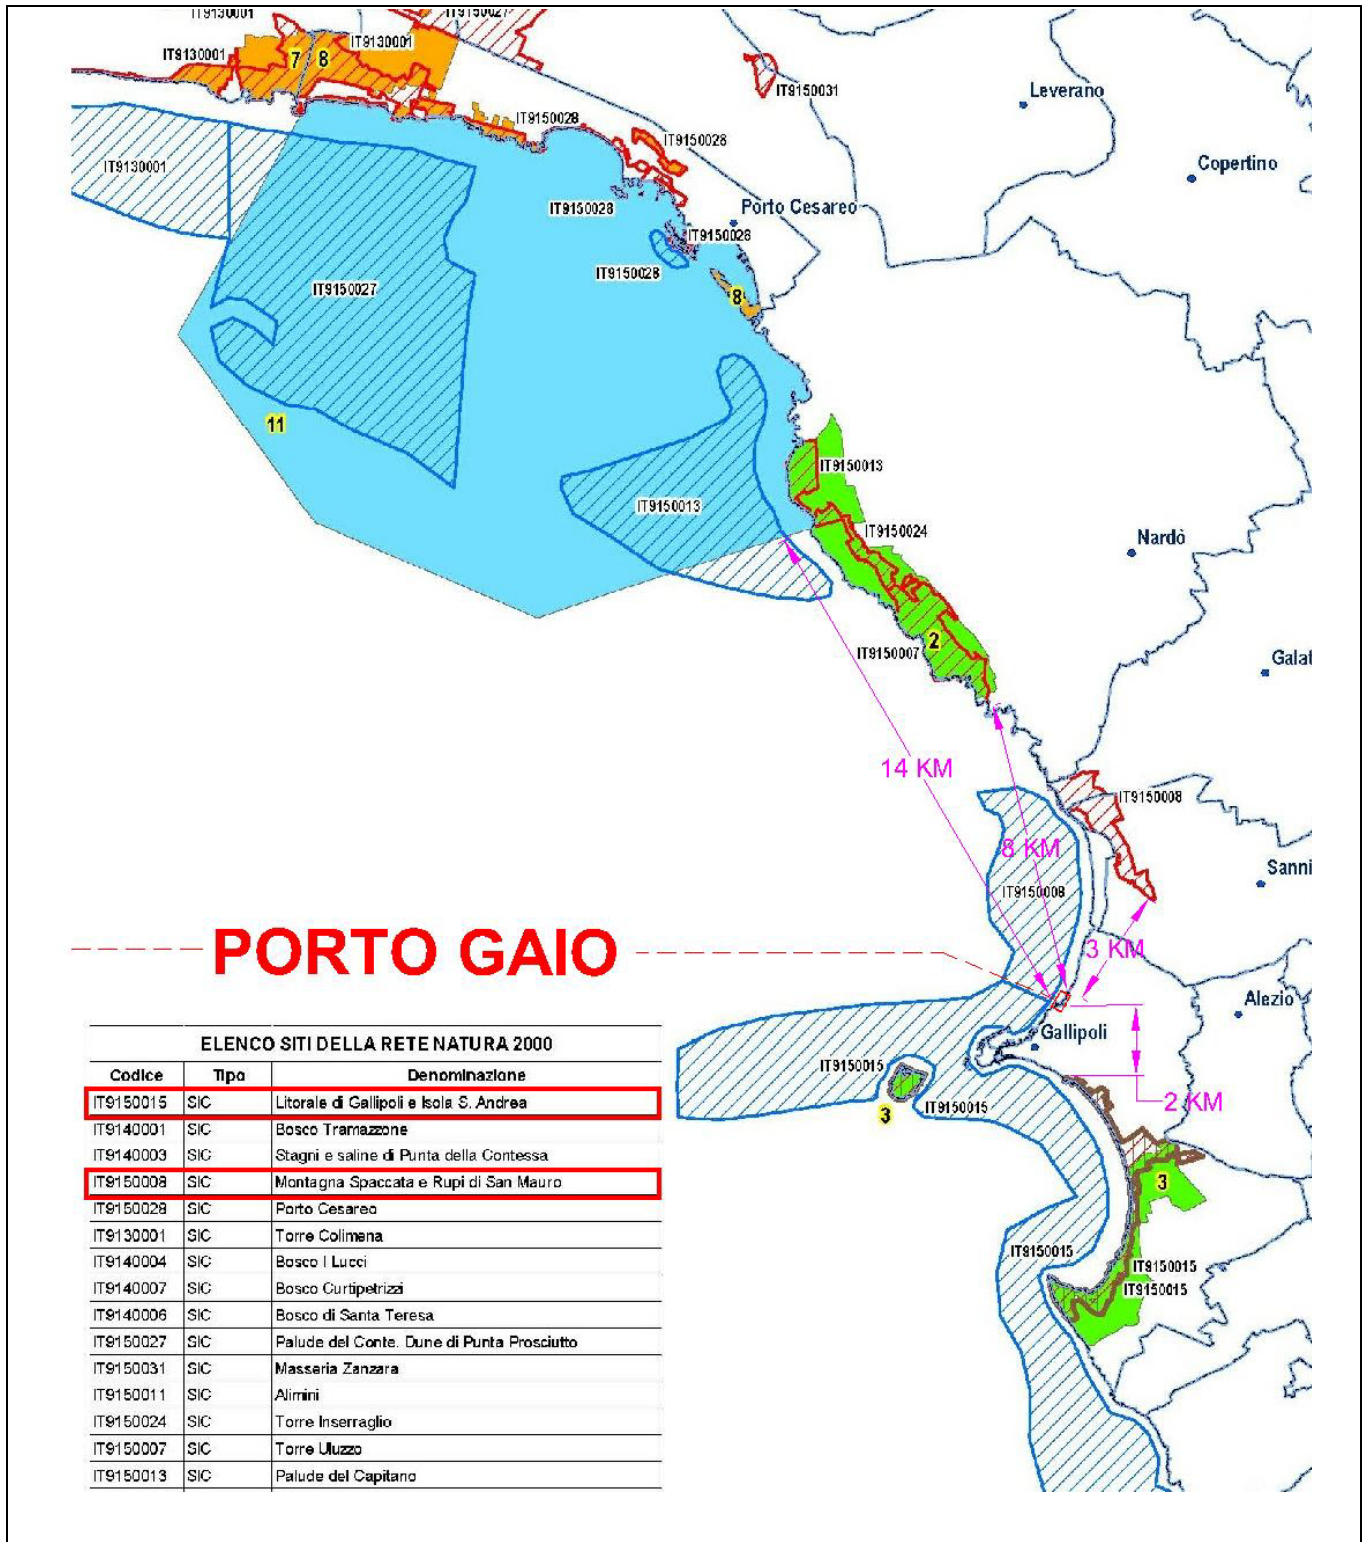 IT9130001
IT9150027
IT9130001
IT9130001
7
8
IT9150031
Leverano
IT9150028
IT9150028
Copertino
IT9130001
IT9150028
Porto Cesareo
IT9150028
IT9150028
IT9150027
8
11
IT9150013
IT9150013
IT9150024
Nardò
2
IT9150007
Galat
14 KM
IT9150008
8 KM
Sanni
IT9150008
PORTO GAIO
3 KM
Alezio
Gallipoli
IT9150015
IT9150015
3
2 KM
3
IT9150015
IT9150015
IT9150015
ELENCO SITI DELLA RETE NATURA 2000
Codice Tipo Denominazione
IT9150015 SIC Litorale di Gallipoli e Isola S. Andrea
IT9140001 SIC Bosco Tramazzone
IT9140003 SIC Stagni e saline di Punta della Contessa
IT9150008 SIC Montagna Spaccata e Rupi di San Mauro
IT9150028 SIC Porto Cesareo
IT9130001 SIC Torre Colimena
IT9140004 SIC Bosco I Lucci
IT9140007 SIC Bosco Curtipetrizzi
IT9140006 SIC Bosco di Santa Teresa
IT9150027 SIC Palude del Conte. Dune di Punta Prosciutto
IT9150031 SIC Masseria Zanzara
IT9150011 SIC Alimini
IT9150024 SIC Torre Inserraglio
IT9150007 SIC Torre Uluzzo
IT9150013 SIC Palude del Capitano